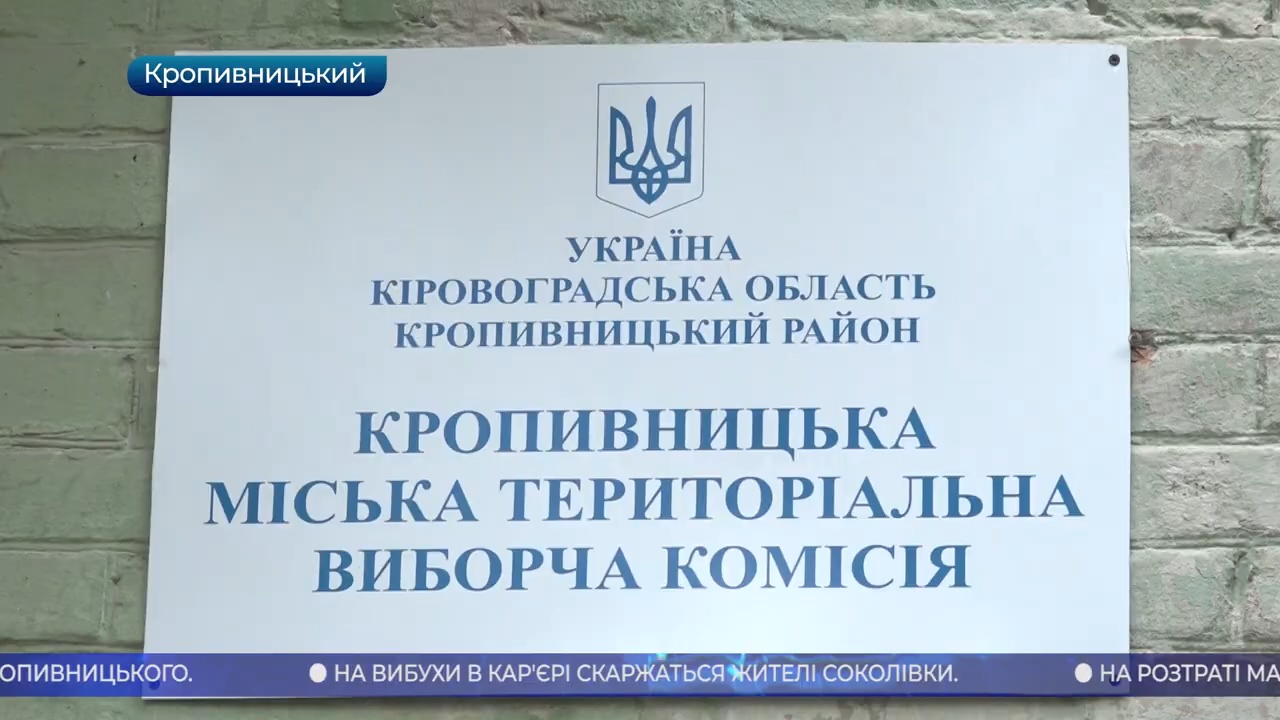 Кропивницький
УКРАЇНА
КІРОВОГРАДСЬКА ОБЛАСТЬ
КРОПИВНИЦЬКИЙ РАЙОН
КРОПИВНИЦЬКА
МІСЬКА ТЕРИТОРІАЛЬНА
ВИБОРЧА КОМІСІЯ
ОПИВНИЦЬКОГО. ● НА ВИБУХИ В КАР'ЄРІ СКАРЖАТЬСЯ ЖИТЕЛІ СОКОЛІВКИ. ● НА РОЗТРАТІ МА